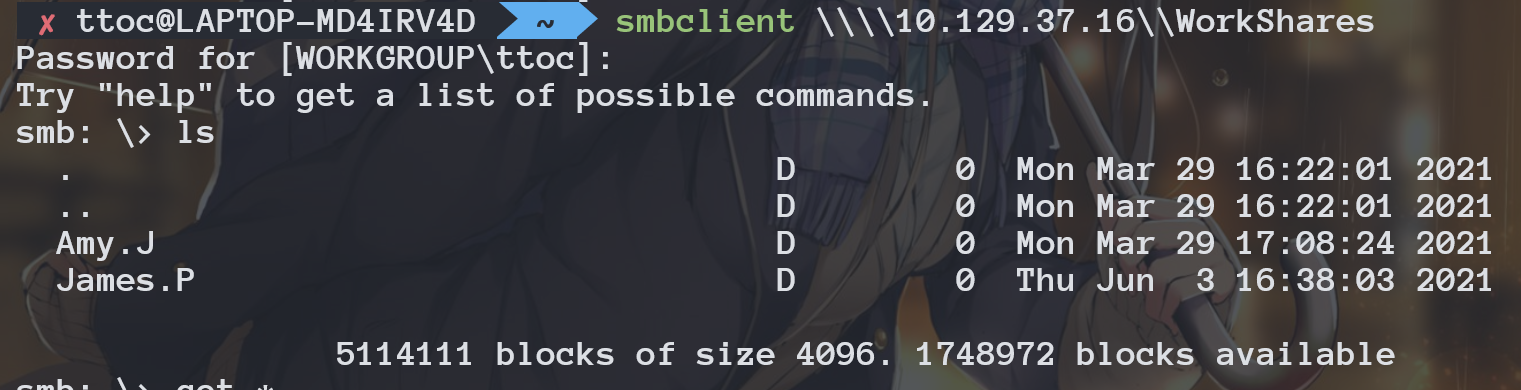 ✗ ttoc@LAPTOP-MD4IRV4D ~ smbclient \\\\10.129.37.16\\WorkShares
Password for [WORKGROUP\ttoc]:
Try "help" to get a list of possible commands.
smb: \> ls
. D 0 Mon Mar 29 16:22:01 2021
.. D 0 Mon Mar 29 16:22:01 2021
Amy.J D 0 Mon Mar 29 17:08:24 2021
James.P D 0 Thu Jun 3 16:38:03 2021
5114111 blocks of size 4096. 1748972 blocks available
smb: \> get *